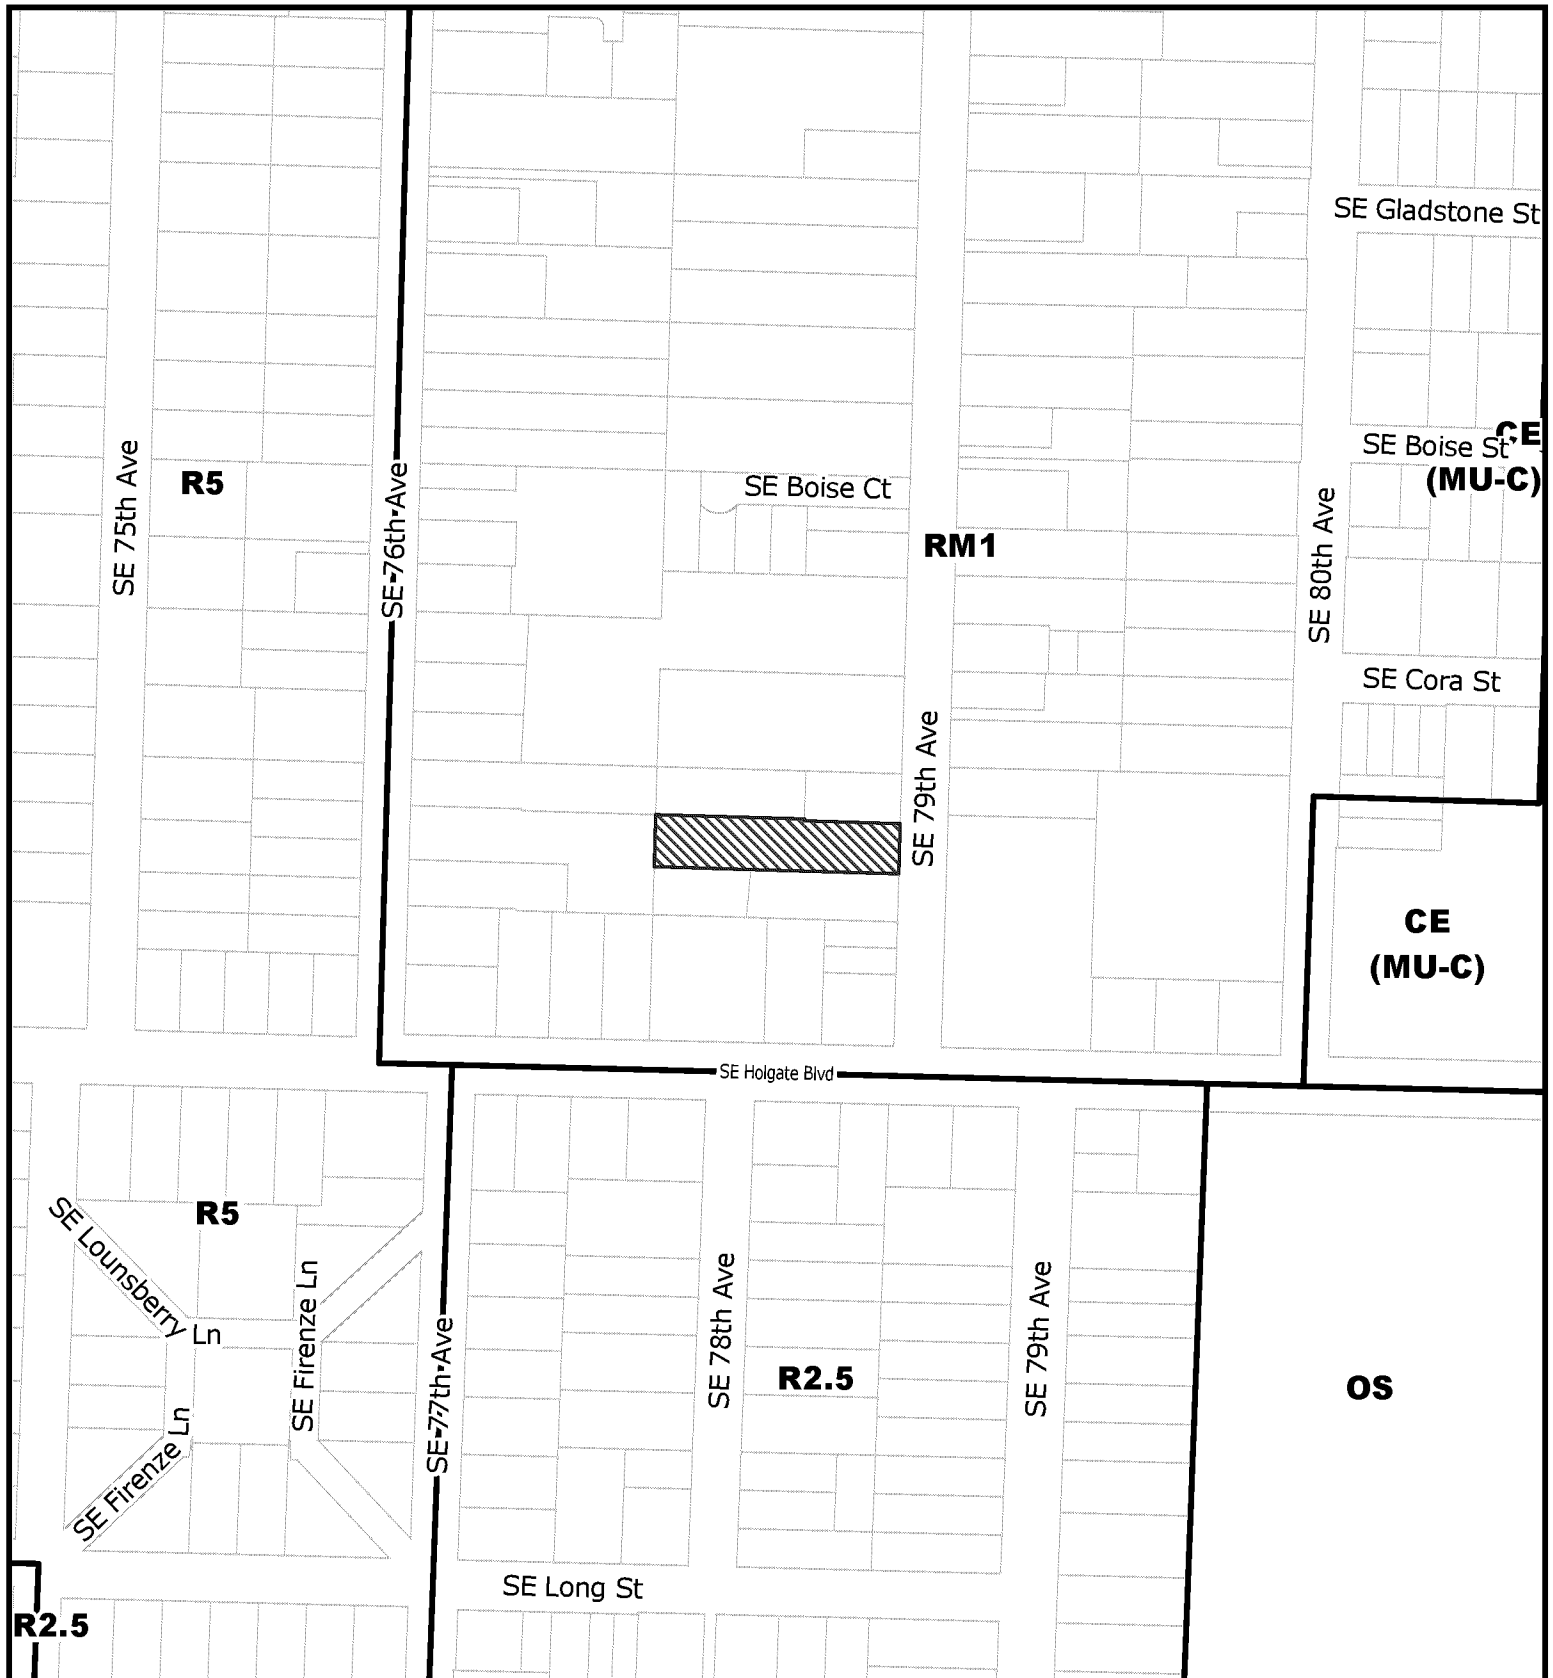 SE Gladstone St
CE
(MU-C)
SE Boise St
SE 75th Ave
R5
SE 76th Ave
SE Boise Ct
RM1
SE 80th Ave
SE Cora St
SE 79th Ave
CE
(MU-C)
SE Holgate Blvd
R5
SE Lounsberry Ln
SE Firenze Ln
SE 77th Ave
SE 78th Ave
R2.5
SE 79th Ave
OS
SE Firenze Ln
SE Long St
R2.5